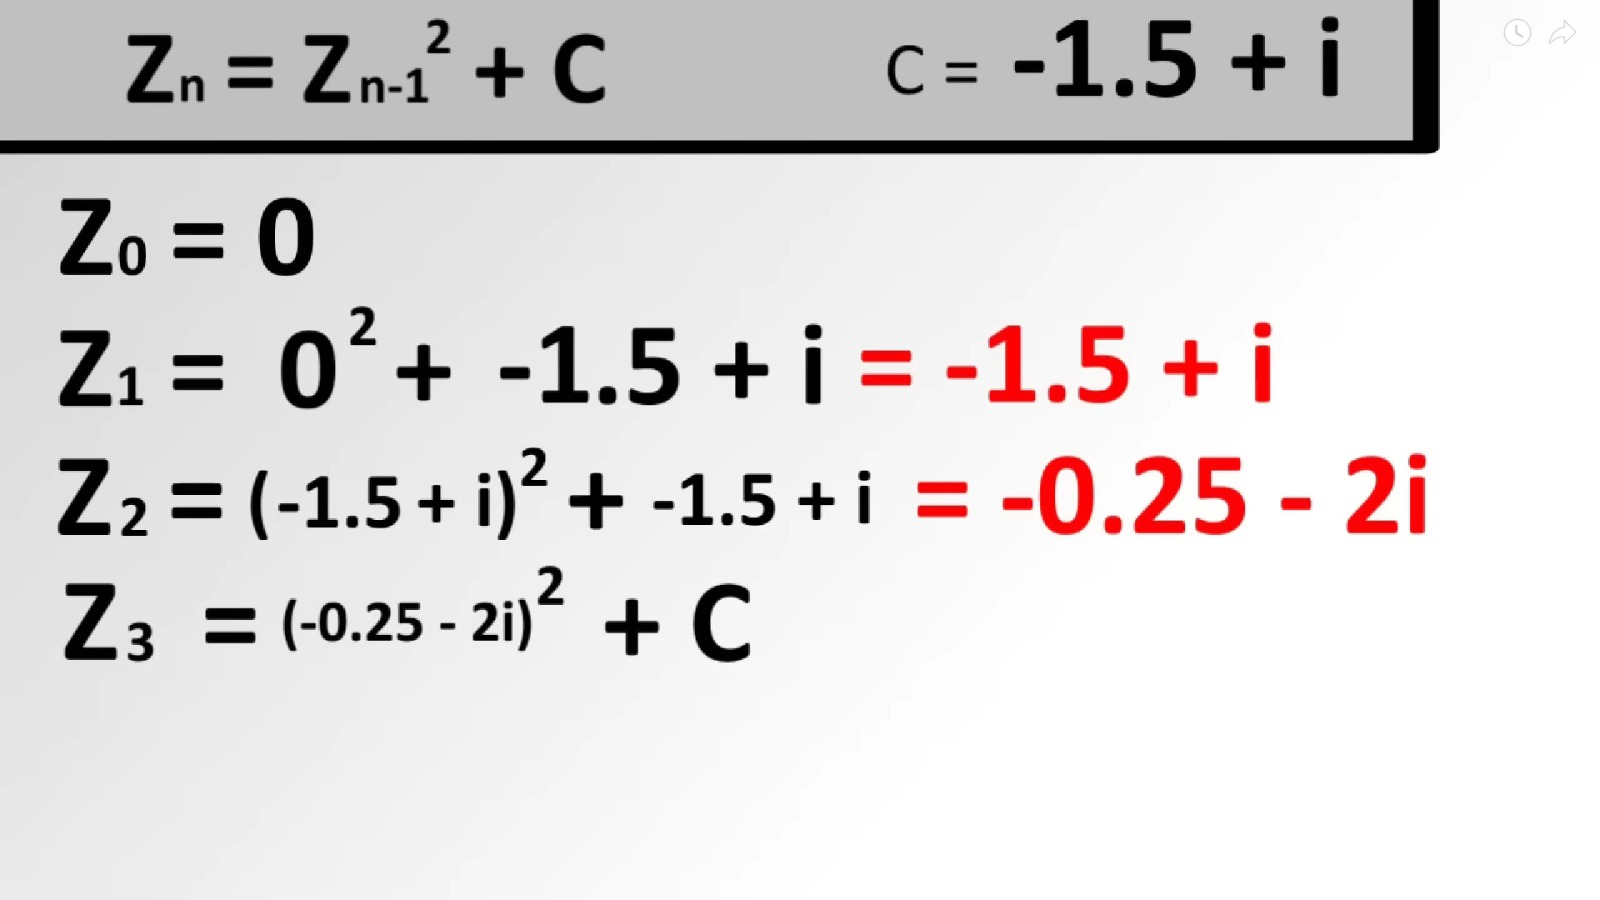 Zn = Zn-1² + C C = -1.5 + i
Z0 = 0
Z1 = 0² + -1.5 + i = -1.5 + i
Z2 = (-1.5 + i)² + -1.5 + i = -0.25 - 2i
Z3 = (-0.25 - 2i)² + C